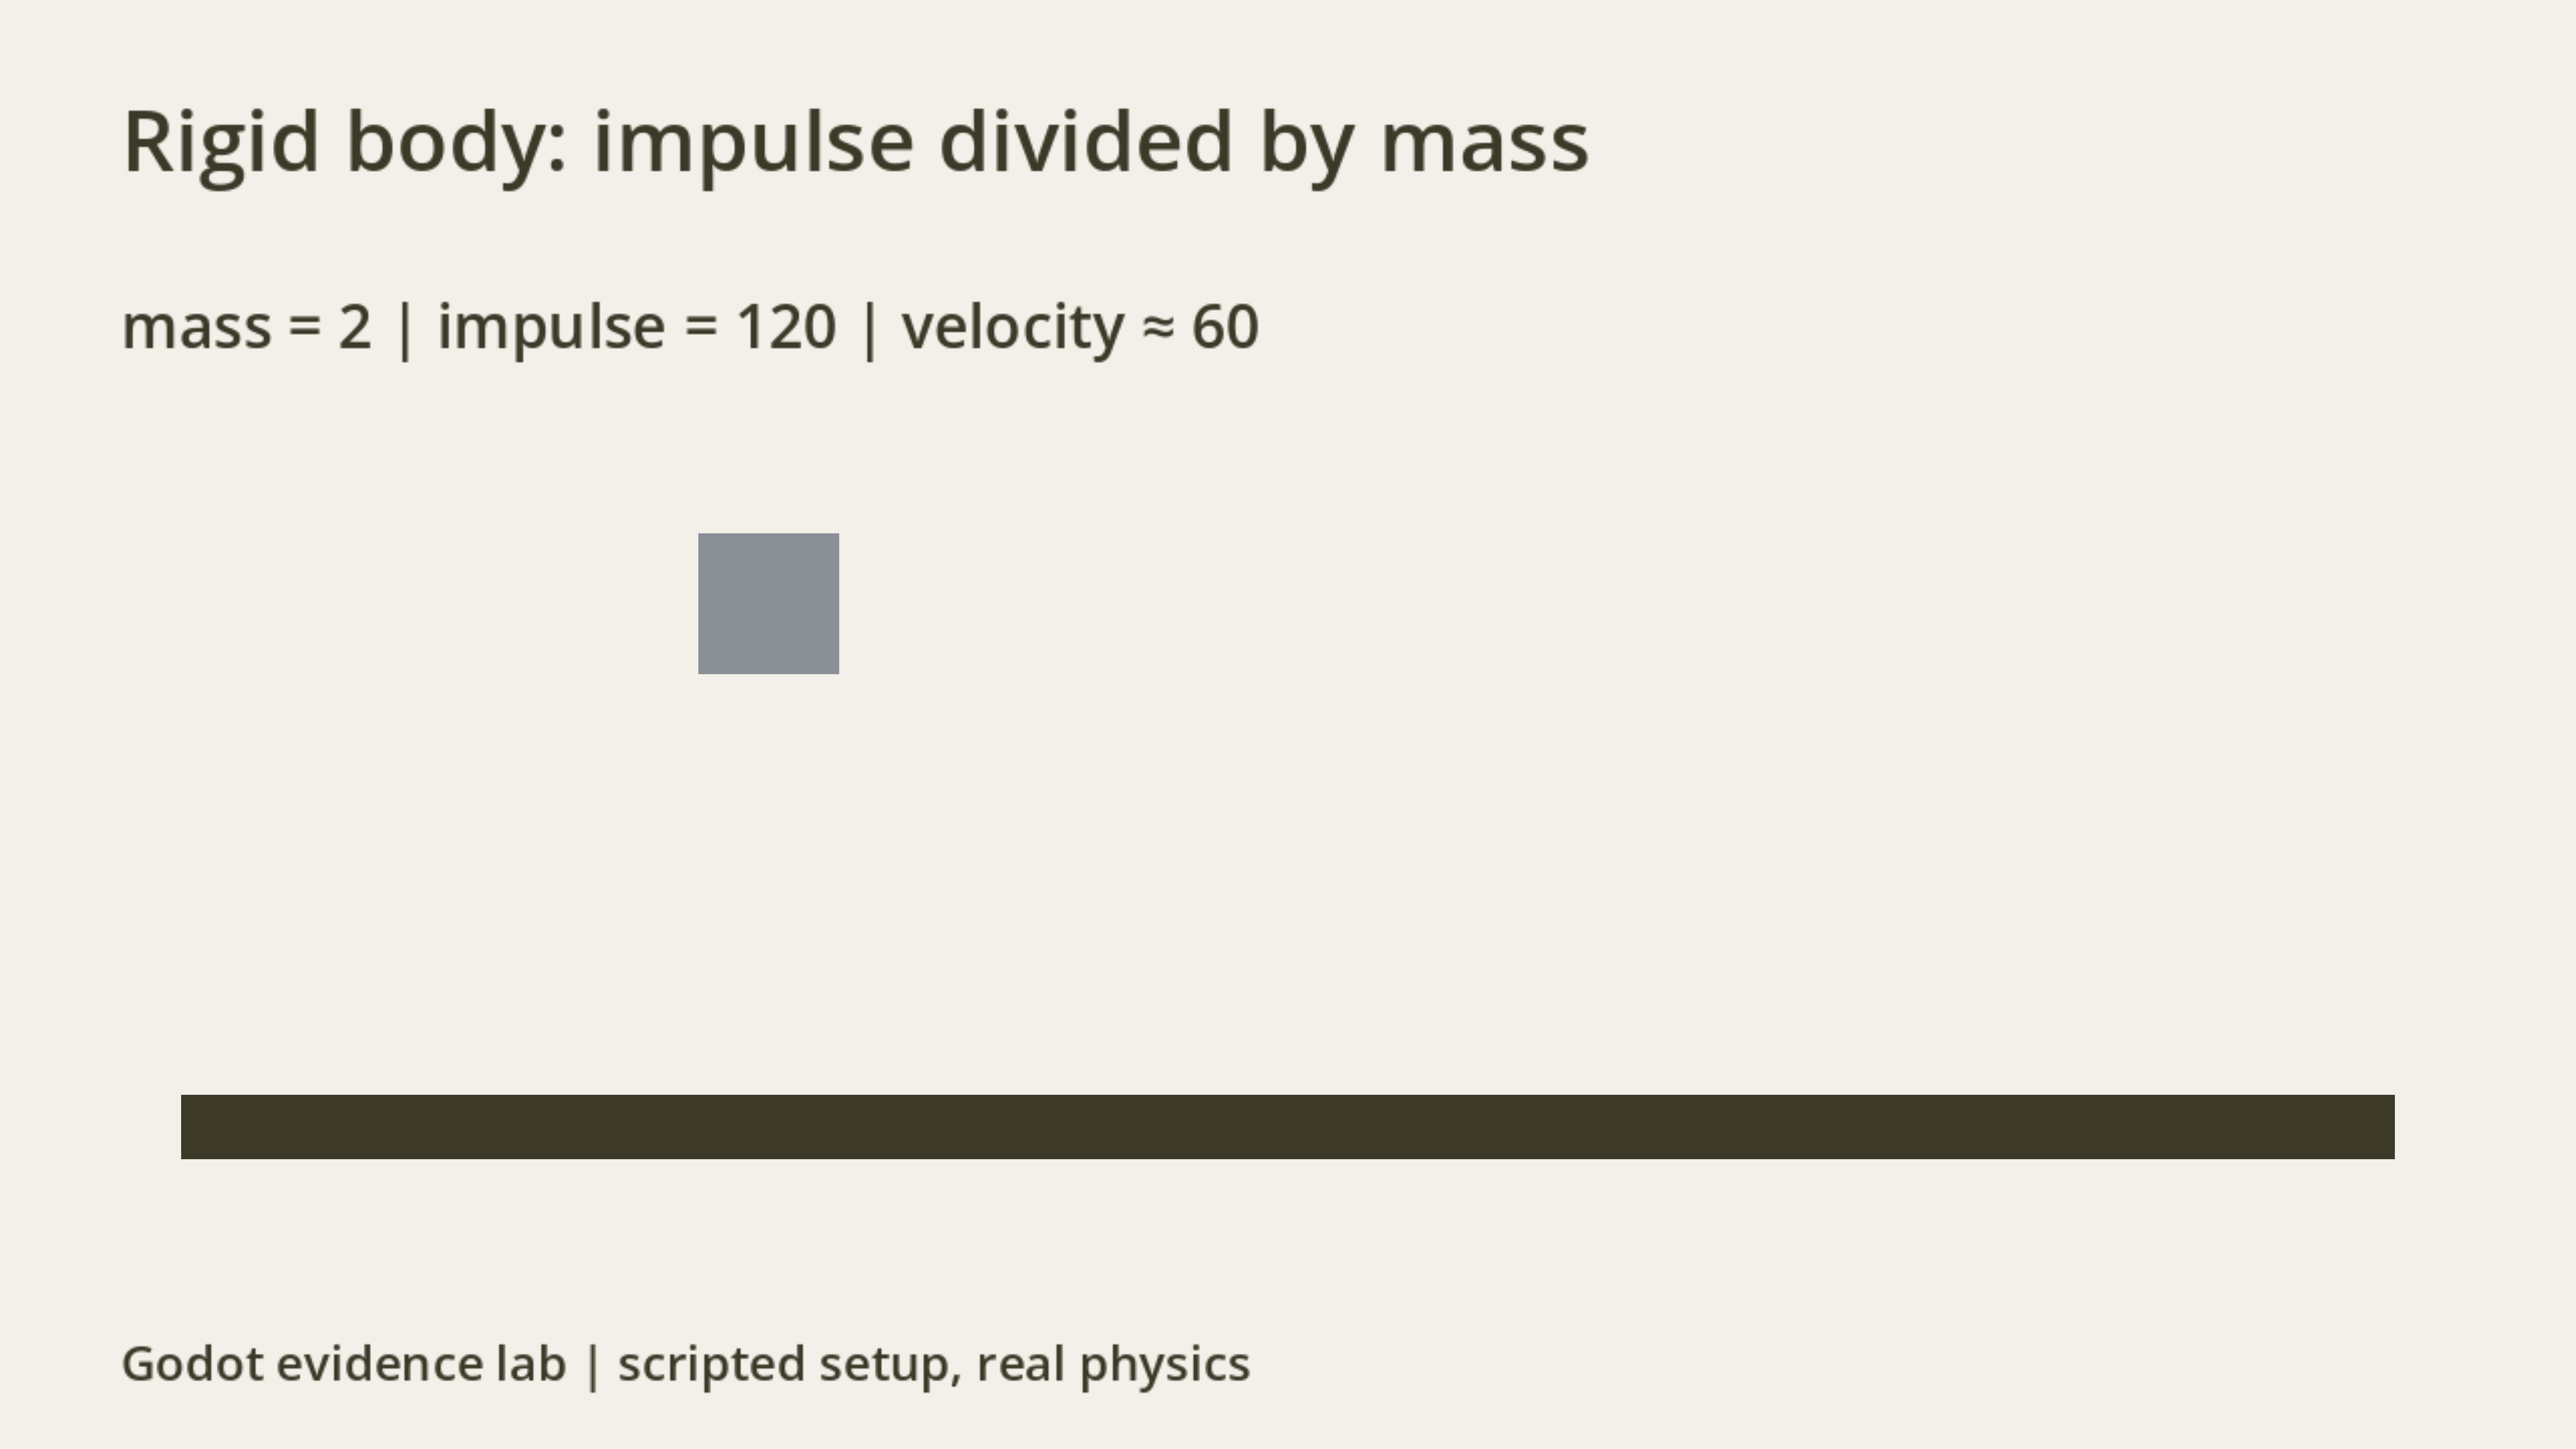 Rigid body: impulse divided by mass
mass = 2 | impulse = 120 | velocity ≈ 60
Godot evidence lab | scripted setup, real physics